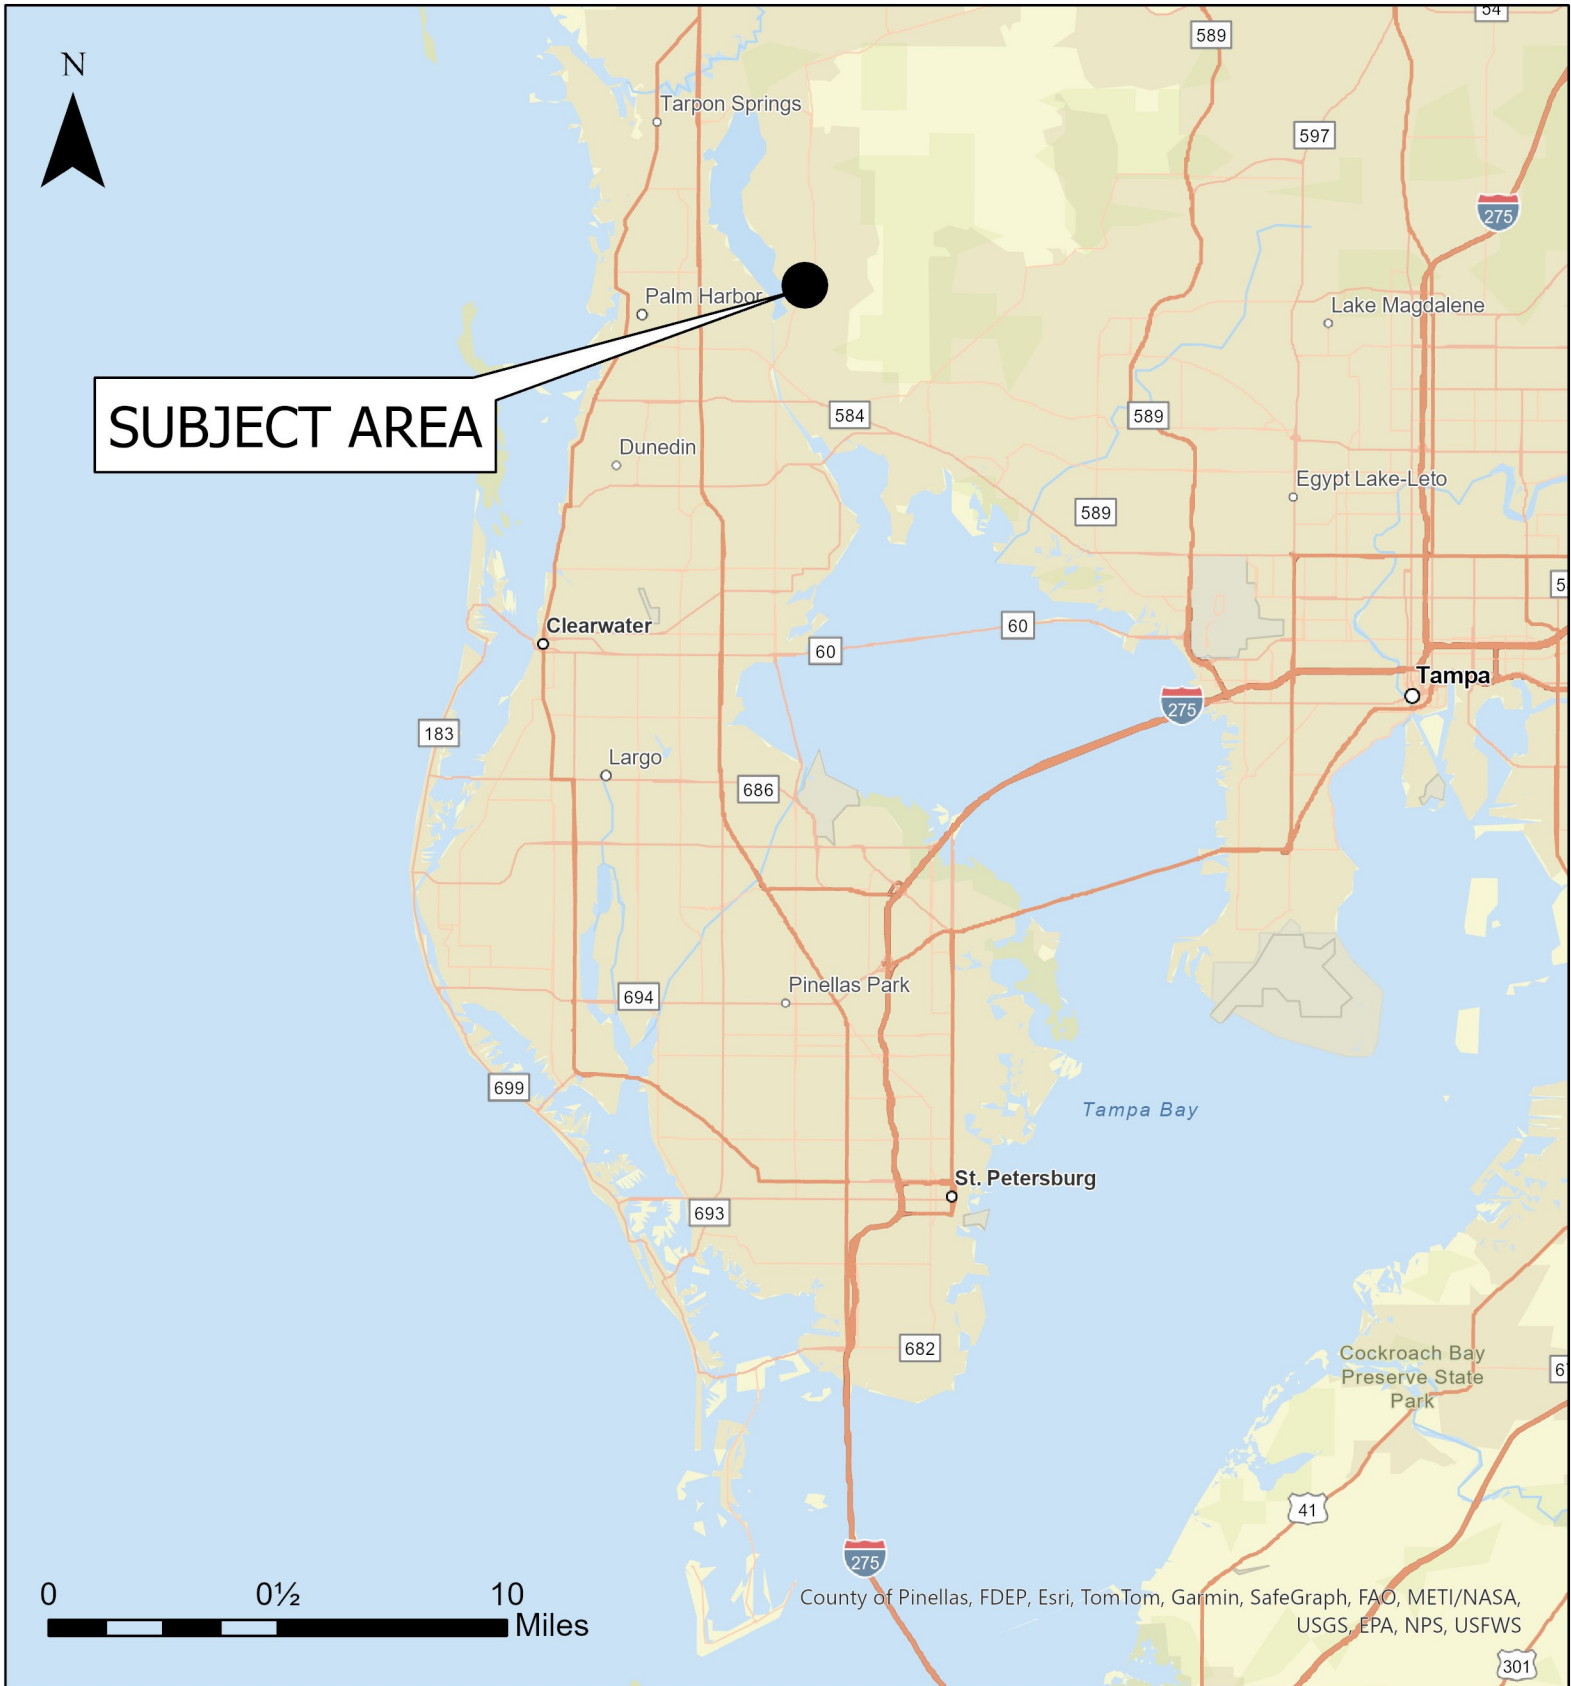 54
589
N
Tarpon Springs
597
275
Palm Harbor
Lake Magdalene
SUBJECT AREA
584
589
Dunedin
Egypt Lake-Leto
589
5
Clearwater
60
60
Tampa
275
183
Largo
686
Pinellas Park
694
699
Tampa Bay
St. Petersburg
693
682
Cockroach Bay
Preserve State
Park
41
275
0 0½ 10
Miles
County of Pinellas, FDEP, Esri, TomTom, Garmin, SafeGraph, FAO, METI/NASA,
USGS, EPA, NPS, USFWS
301